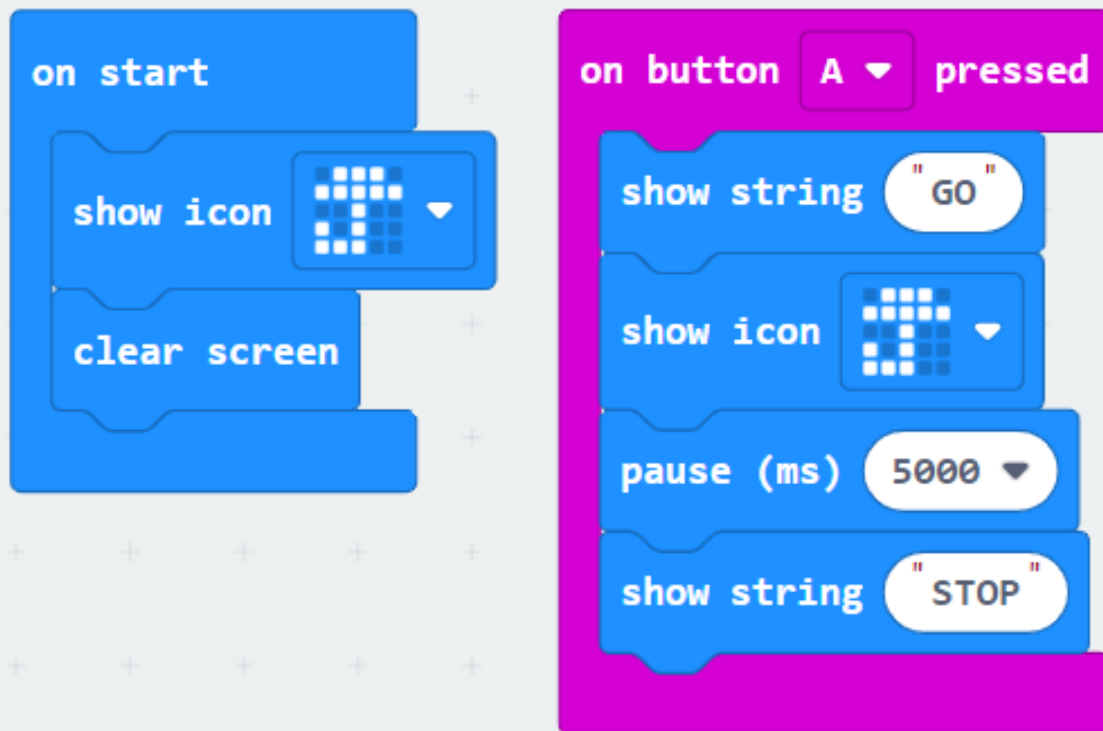 on start
show icon
clear screen
on button A pressed
show string "GO"
show icon
pause (ms) 5000
show string "STOP"